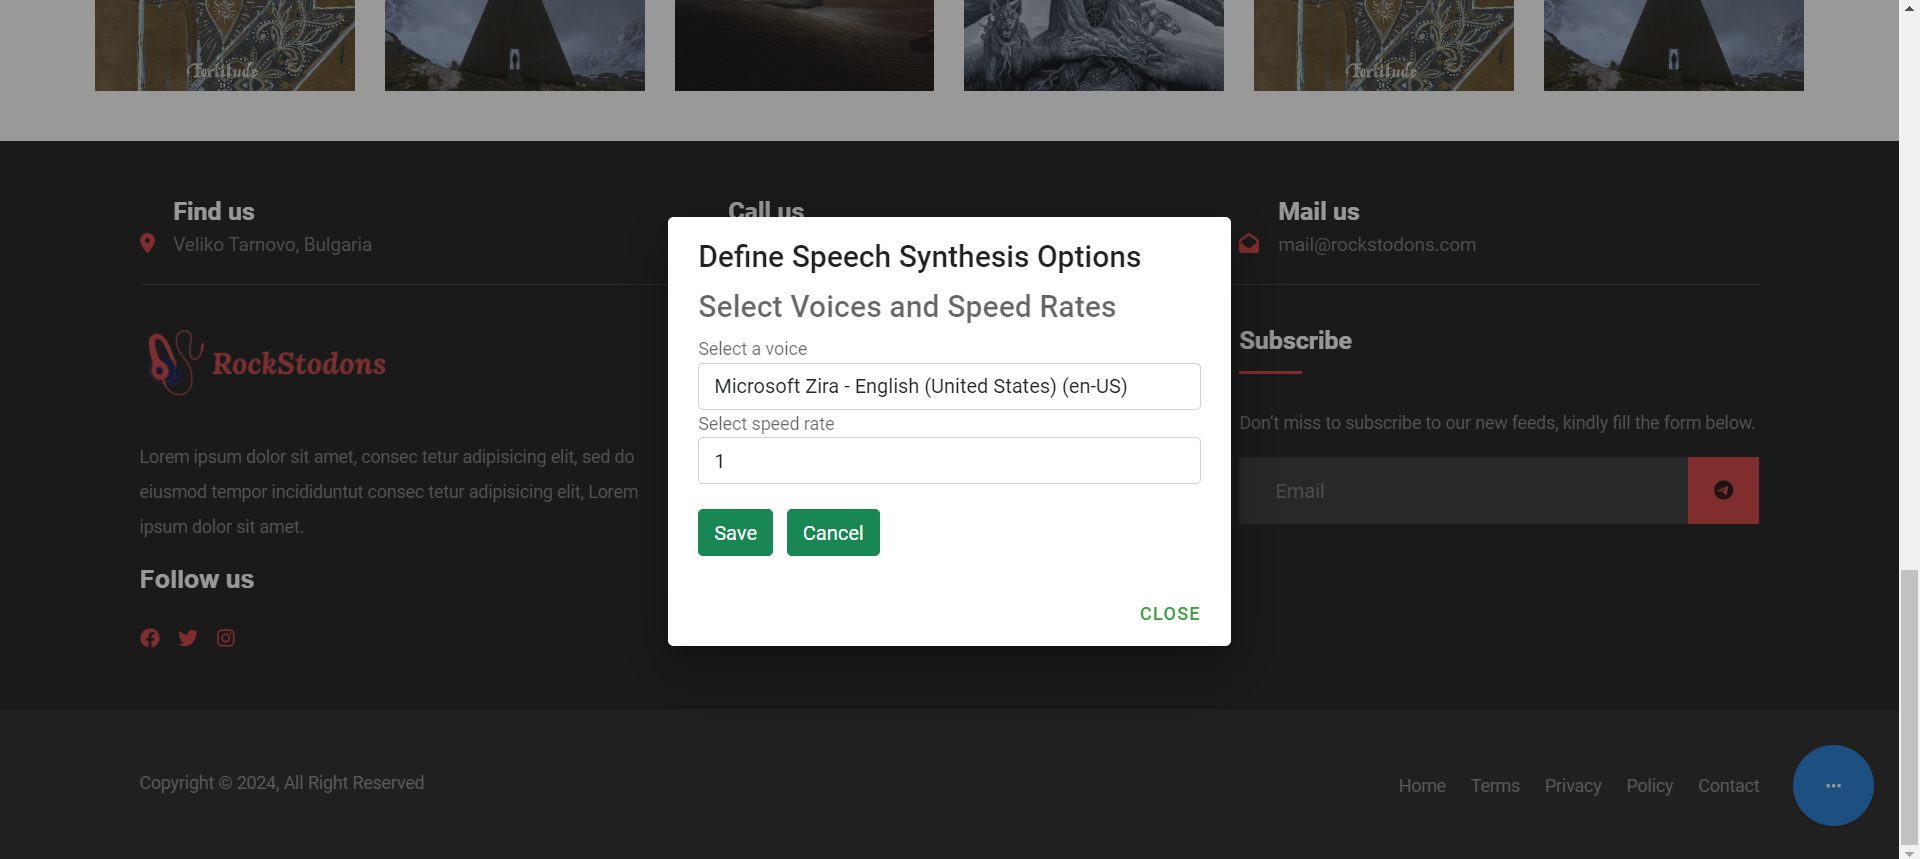 Fortitude
Fortitude
Find us
Veliko Tarnovo, Bulgaria
Call us
Mail us
mail@rockstodons.com
Define Speech Synthesis Options
Select Voices and Speed Rates
Select a voice
Microsoft Zira - English (United States) (en-US)
Select speed rate
1
Save
Cancel
CLOSE
RockStodons
Lorem ipsum dolor sit amet, consec tetur adipisicing elit, sed do
eiusmod tempor incididuntut consec tetur adipisicing elit, Lorem
ipsum dolor sit amet.
Follow us
Subscribe
Don’t miss to subscribe to our new feeds, kindly fill the form below.
Email
Copyright © 2024, All Right Reserved
Home
Terms
Privacy
Policy
Contact